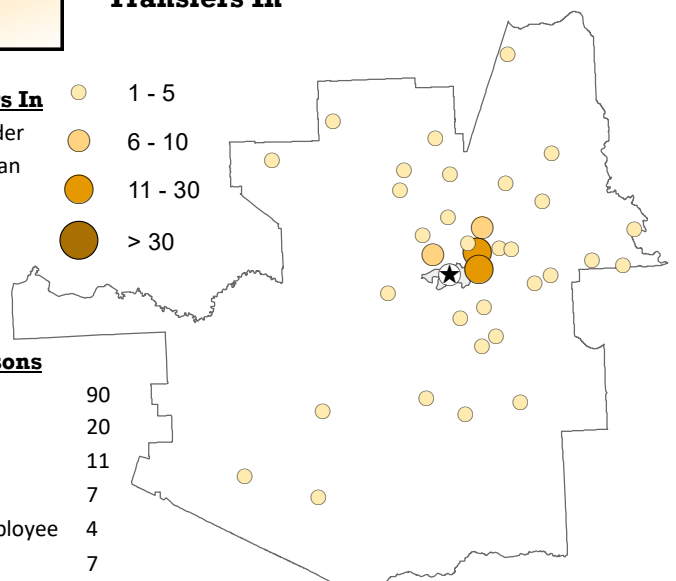 Transfers In
s In
1 - 5
der
6 - 10
an
11 - 30
> 30
sons
90
20
11
7
ployee 4
7